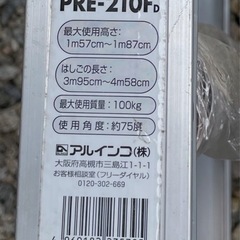 PRE-210FD
最大使用高さ:
1m57cm～1m87cm
はしごの長さ:
3m95cm～4m58cm
最大使用質量:100kg
使用角度:約75度
アルインコ(株)
大阪府高槻市三島江1-1-1
お客様相談室(フリーダイヤル)
0120-302-669